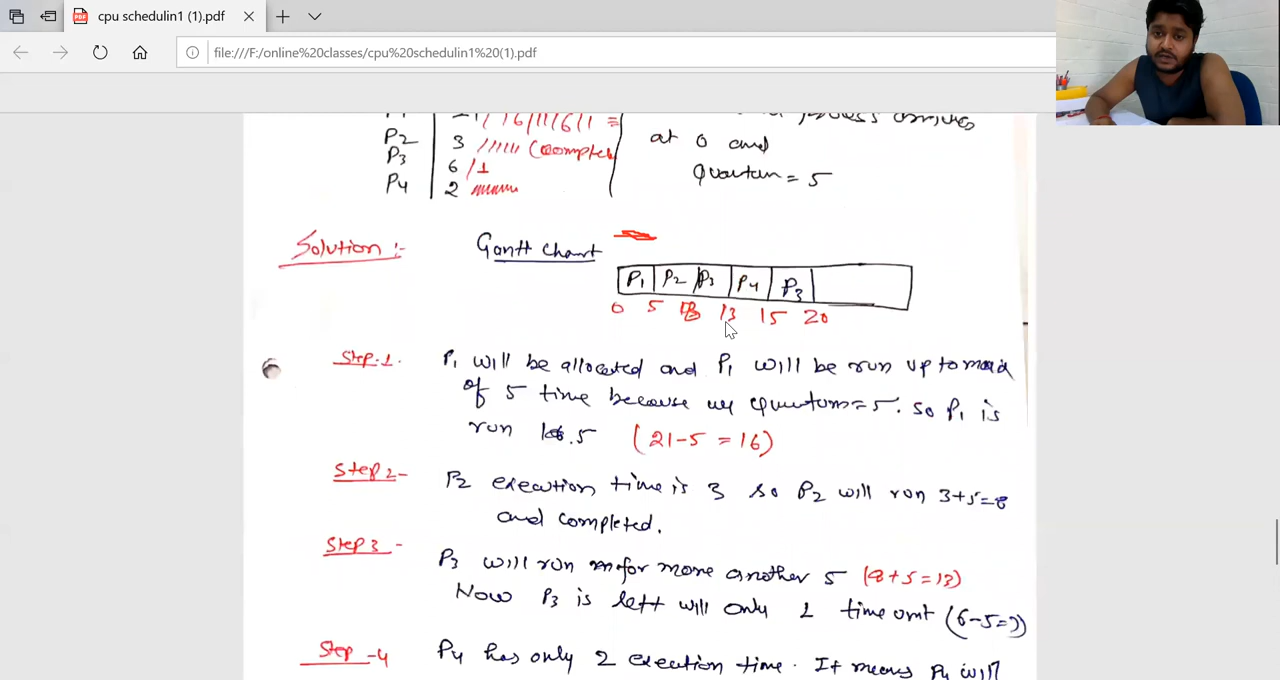 cpu schedulin1 (1).pdf
file:///F:/online%20classes/cpu%20schedulin1%20(1).pdf
at 0 and
P2 3 (complet
P3 6/1
P4 2
Quantum = 5
Solution :-
Gantt chart
P1 P2 P3 P4 P3
0 5 8 13 15 20
Step-1. P1 will be allocated and P1 will be run up to
of 5 time because Quantum=5. so P1 is
run 5 (21-5 = 16)
Step 2- P2 execution time is 3 so P2 will run 3+5=8
and completed.
Step 3- P3 will run for more another 5 (8+5=13)
Now P3 is left will only 1 time unit (6-5=
Step -4 P4 has only 2 exection time. It means P4 will